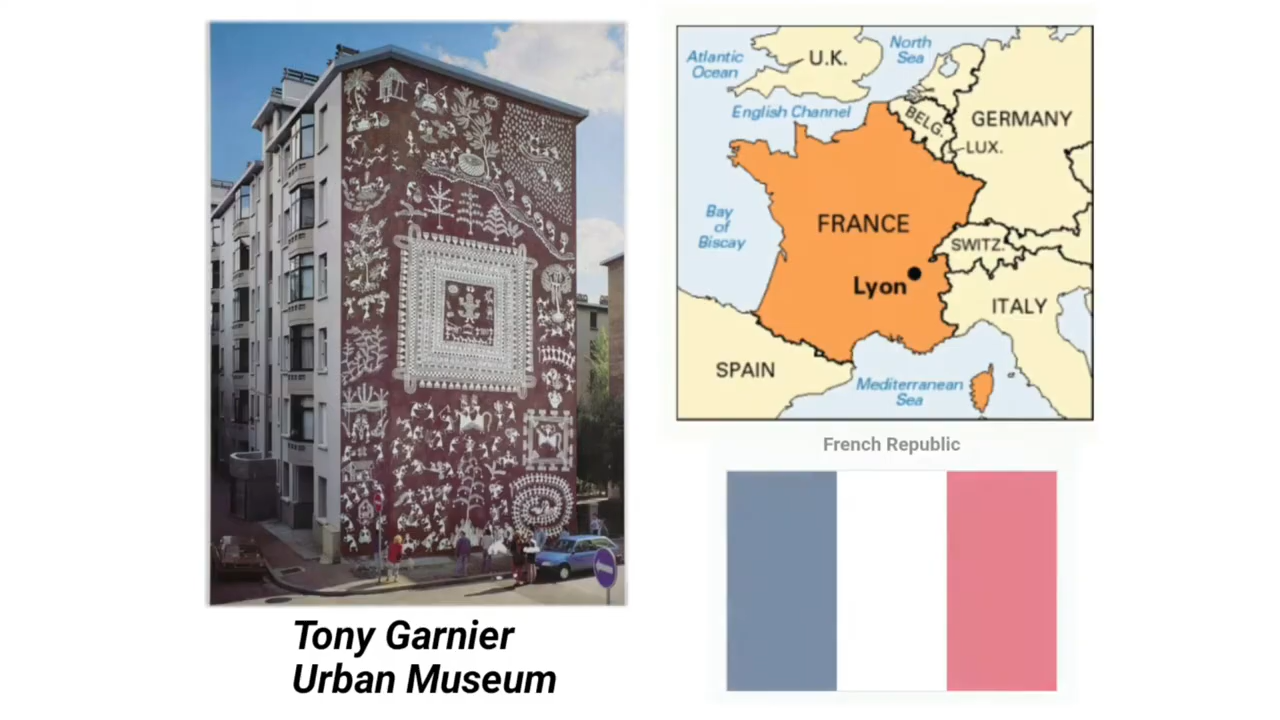 Tony Garnier
Urban Museum
Atlantic
Ocean
U.K.
North
Sea
English Channel
BELG.
GERMANY
LUX.
Bay
of
Biscay
FRANCE
SWITZ.
Lyon
ITALY
SPAIN
Mediterranean
Sea
French Republic